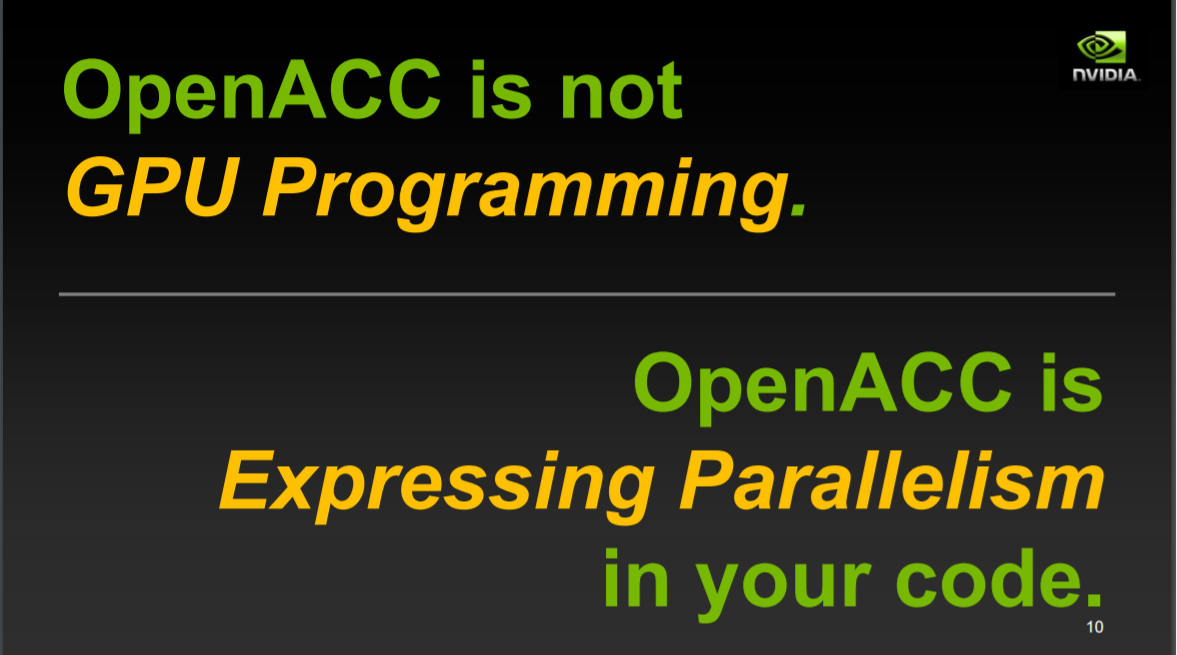 OpenACC is not
NVIDIA.
GPU Programming.
OpenACC is
Expressing Parallelism
in your code.
10